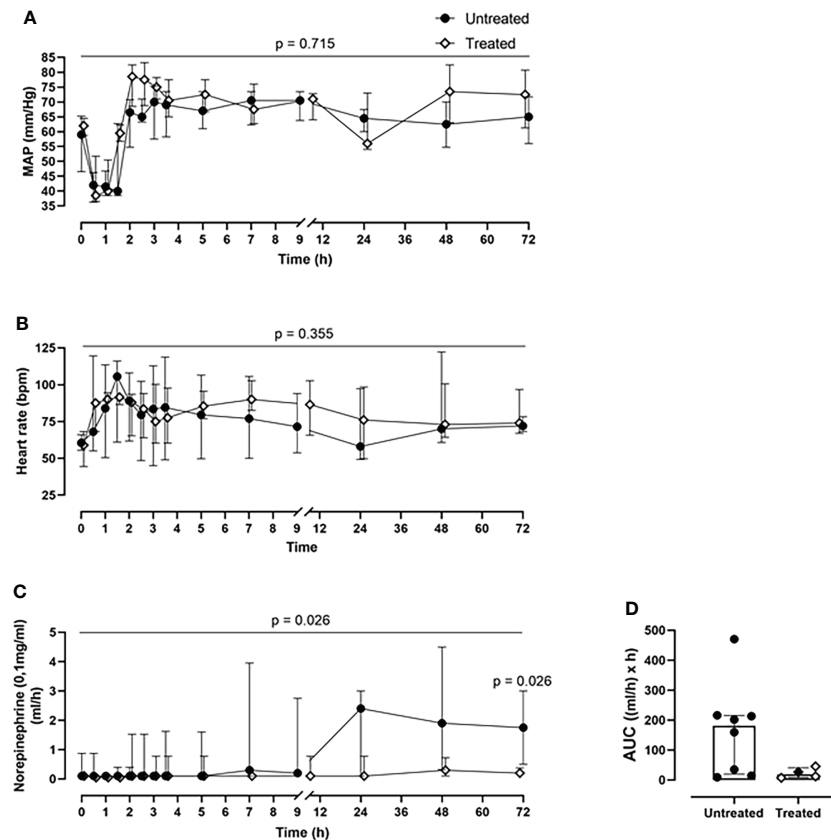 A
Untreated
Treated
p = 0.715
85
80
75
70
65
60
55
50
45
40
35
MAP (mm/Hg)
0 1 2 3 4 5 6 7 8 9 12 24 36 48 60 72
Time (h)
B
p = 0.355
125
100
75
50
25
Heart rate (bpm)
0 1 2 3 4 5 6 7 8 9 12 24 36 48 60 72
Time
C
p = 0.026
5
4
3
2
1
0
Norepinephrine (0,1mg/ml)
(ml/h)
p = 0.026
0 1 2 3 4 5 6 7 8 9 12 24 36 48 60 72
Time (h)
D
500
400
300
200
100
0
AUC ((ml/h) x h)
Untreated Treated